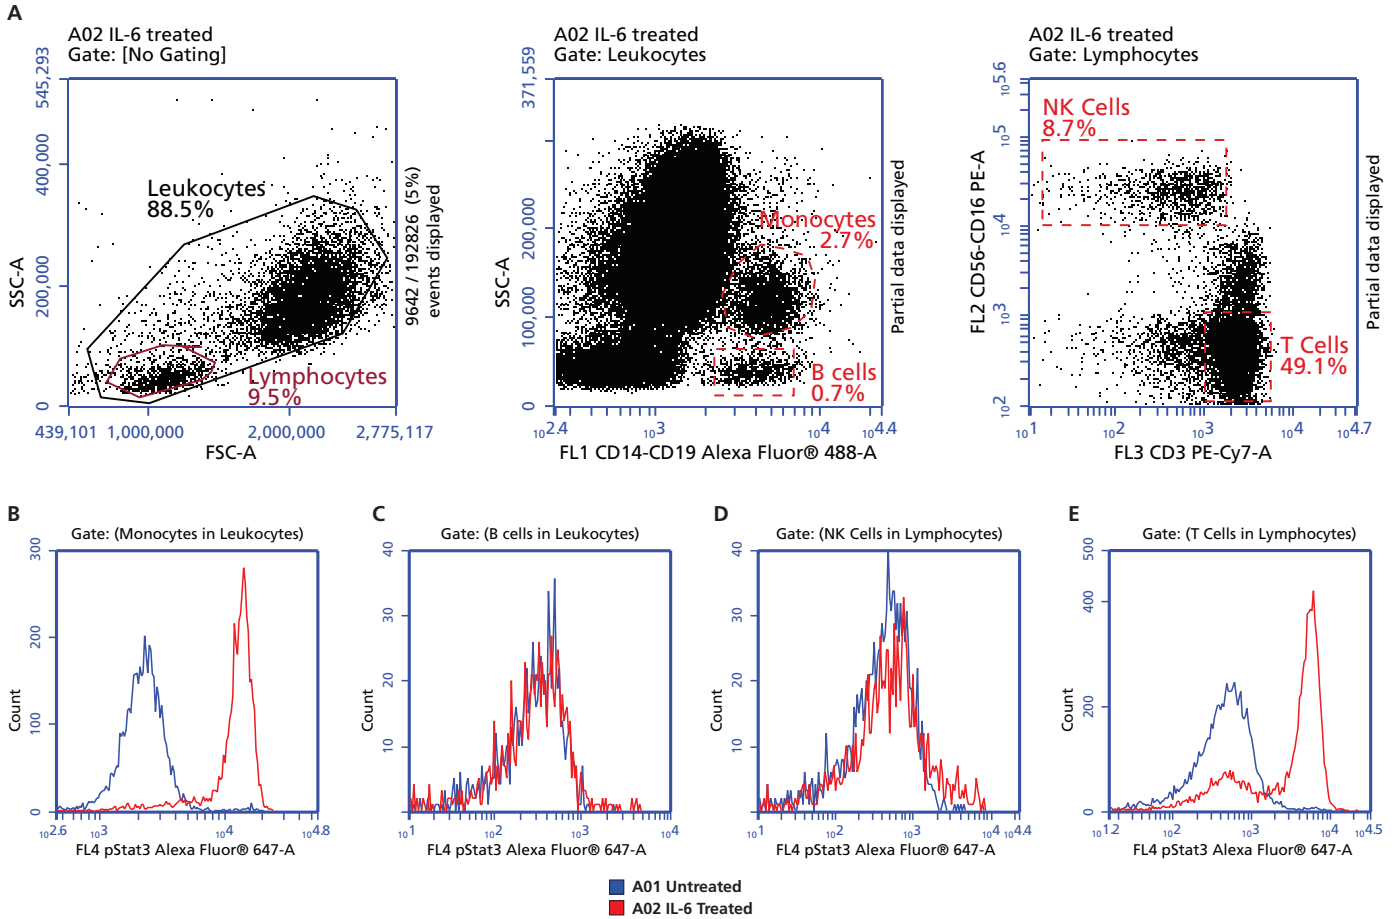 A
A02 IL-6 treated
Gate: [No Gating]
545,293
400,000
200,000
0
SSC-A
Leukocytes
88.5%
Lymphocytes
9.5%
439,101 1,000,000 2,000,000 2,775,117
FSC-A
9642 / 192826 (5%)
events displayed
A02 IL-6 treated
Gate: Leukocytes
371,559
200,000
100,000
0
SSC-A
Monocytes
2.7%
B cells
0.7%
10^2.4 10^3 10^4 10^4.4
FL1 CD14-CD19 Alexa Fluor® 488-A
Partial data displayed
A02 IL-6 treated
Gate: Lymphocytes
10^5.6
10^5
10^4
10^3
10^2
FL2 CD56-CD16 PE-A
NK Cells
8.7%
T Cells
49.1%
10^1 10^2 10^3 10^4 10^4.7
FL3 CD3 PE-Cy7-A
Partial data displayed
B
Gate: (Monocytes in Leukocytes)
300
200
100
0
Count
10^2.6 10^3 10^4 10^4.8
FL4 pStat3 Alexa Fluor® 647-A
C
Gate: (B cells in Leukocytes)
40
30
20
10
Count
10^1 10^2 10^3 10^4
FL4 pStat3 Alexa Fluor® 647-A
D
Gate: (NK Cells in Lymphocytes)
40
30
20
10
Count
10^1 10^2 10^3 10^4 10^4.4
FL4 pStat3 Alexa Fluor® 647-A
E
Gate: (T Cells in Lymphocytes)
500
400
200
0
Count
10^1.2 10^2 10^3 10^4 10^4.5
FL4 pStat3 Alexa Fluor® 647-A
A01 Untreated
A02 IL-6 Treated